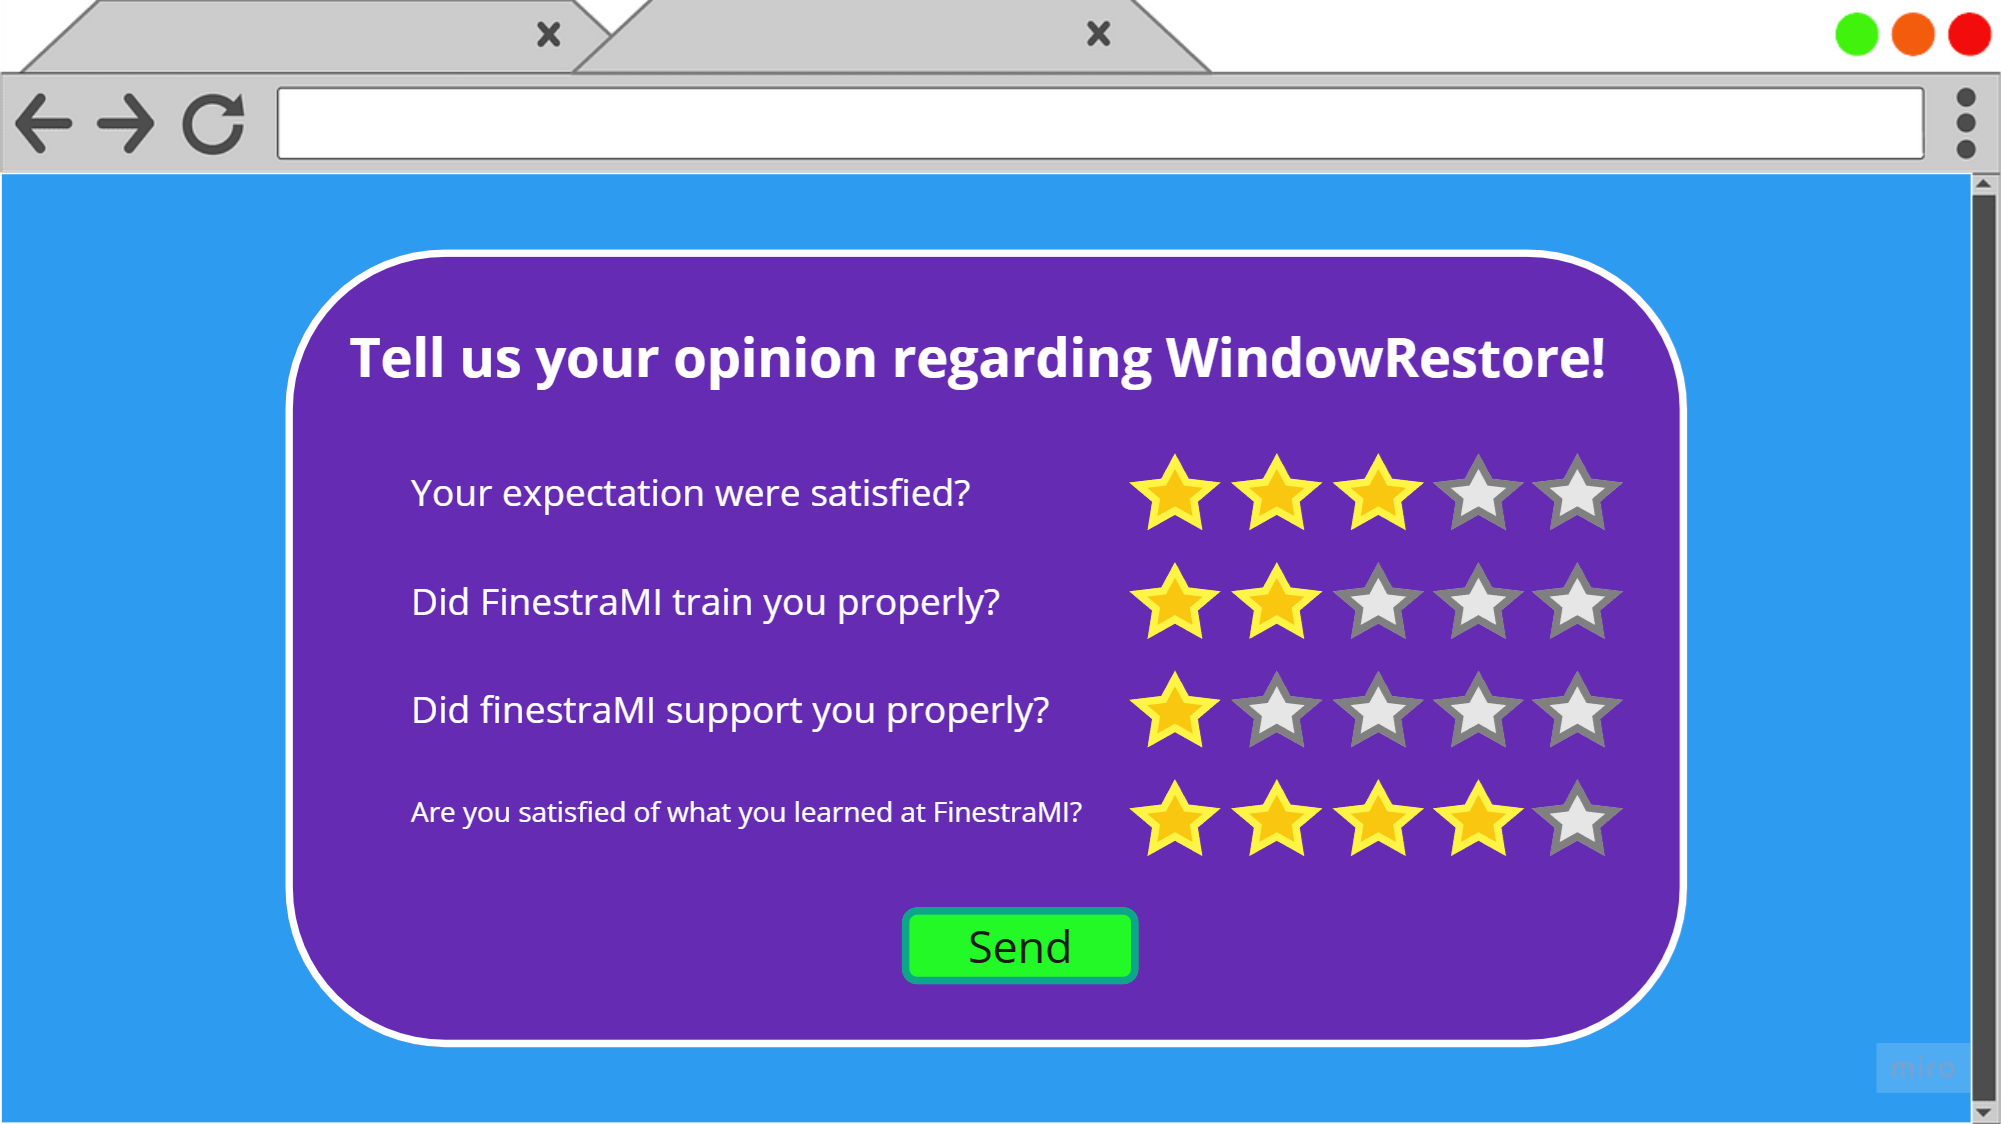 Tell us your opinion regarding WindowRestore!
Your expectation were satisfied?
Did FinestraMI train you properly?
Did finestraMI support you properly?
Are you satisfied of what you learned at FinestraMI?
Send
miro